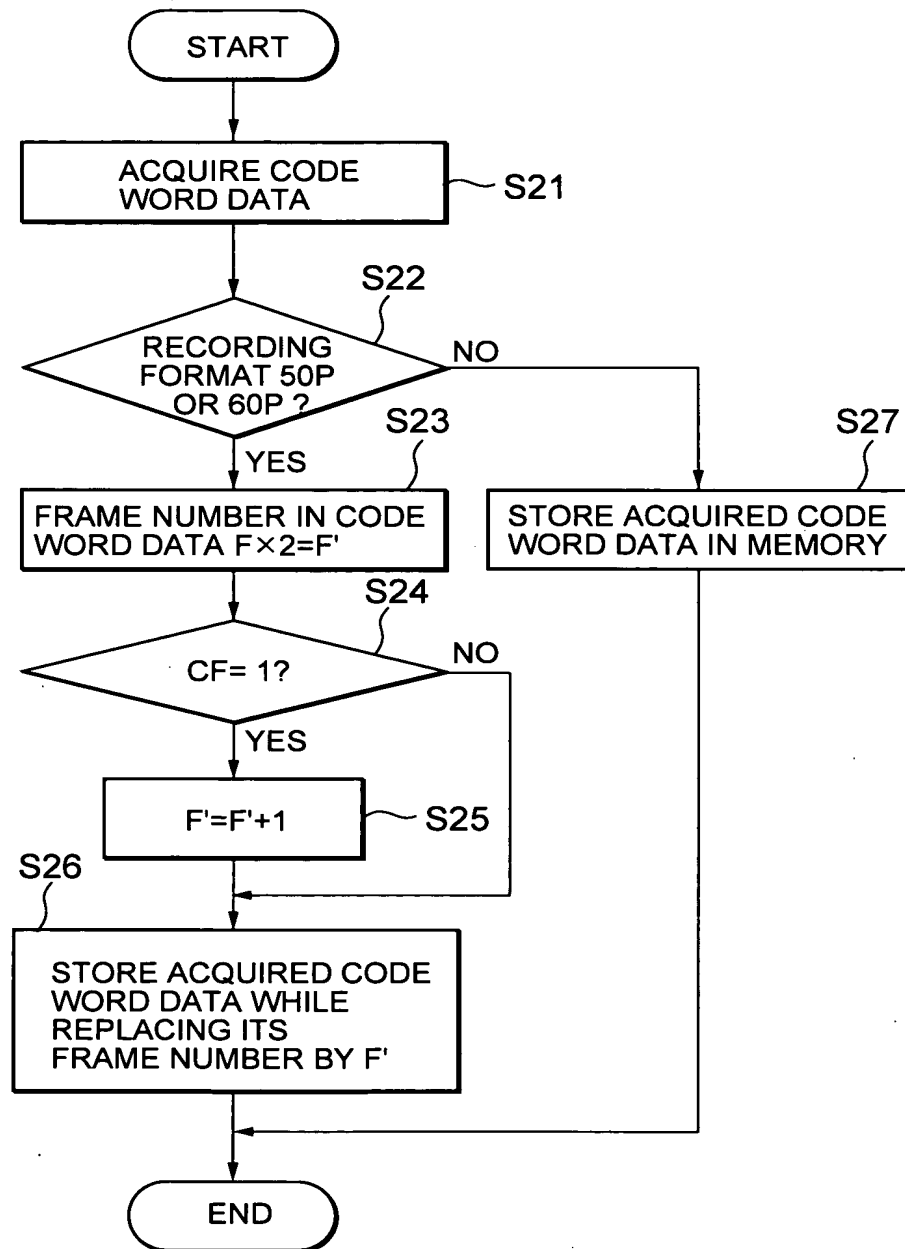 START
ACQUIRE CODE
WORD DATA
S21
S22
RECORDING
FORMAT 50P
OR 60P ?
NO
YES
S23
FRAME NUMBER IN CODE
WORD DATA F×2=F'
S27
STORE ACQUIRED CODE
WORD DATA IN MEMORY
S24
CF= 1?
NO
YES
F'=F'+1
S25
S26
STORE ACQUIRED CODE
WORD DATA WHILE
REPLACING ITS
FRAME NUMBER BY F'
END